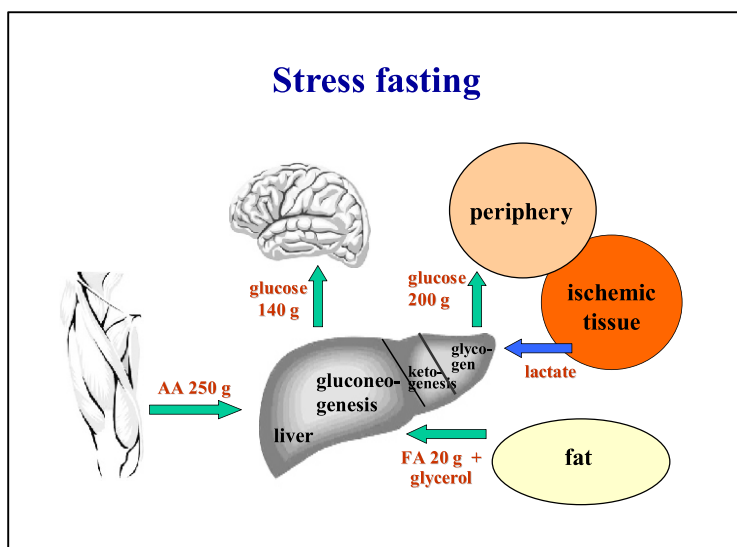 Stress fasting
periphery
glucose
140 g
glucose
200 g
ischemic
tissue
AA 250 g
gluconeo-
genesis
keto-
genesis
glyco-
gen
lactate
liver
FA 20 g +
glycerol
fat